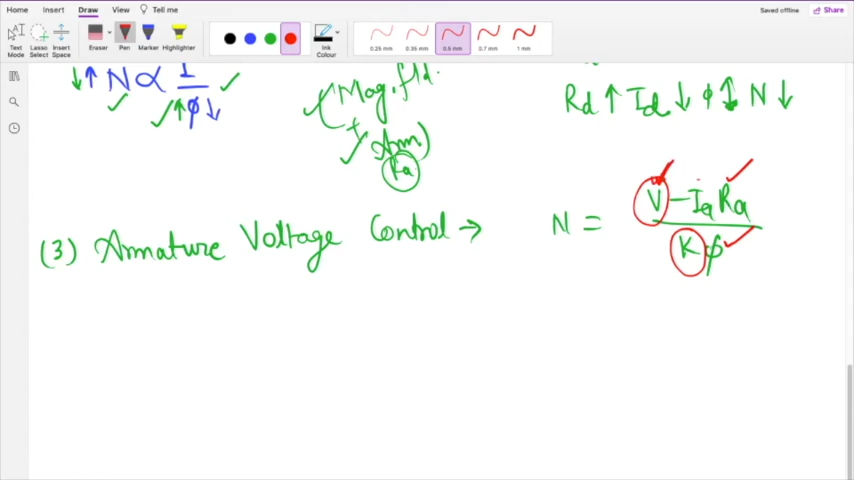 Home Insert Draw View Tell me Saved offline Share
Text Mode Lasso Select Insert Space Eraser Pen Marker Highlighter Ink Colour 0.25 mm 0.35 mm 0.5 mm 0.7 mm 1 mm
↓↑ N ∝ 1/φ ↑ ↓
(Mag. fld.
+
Arm)
Ra
Rd ↑ Id ↓ φ ↓ N ↓
(3) Armature Voltage Control → N = (V - Ia Ra) / Kφ